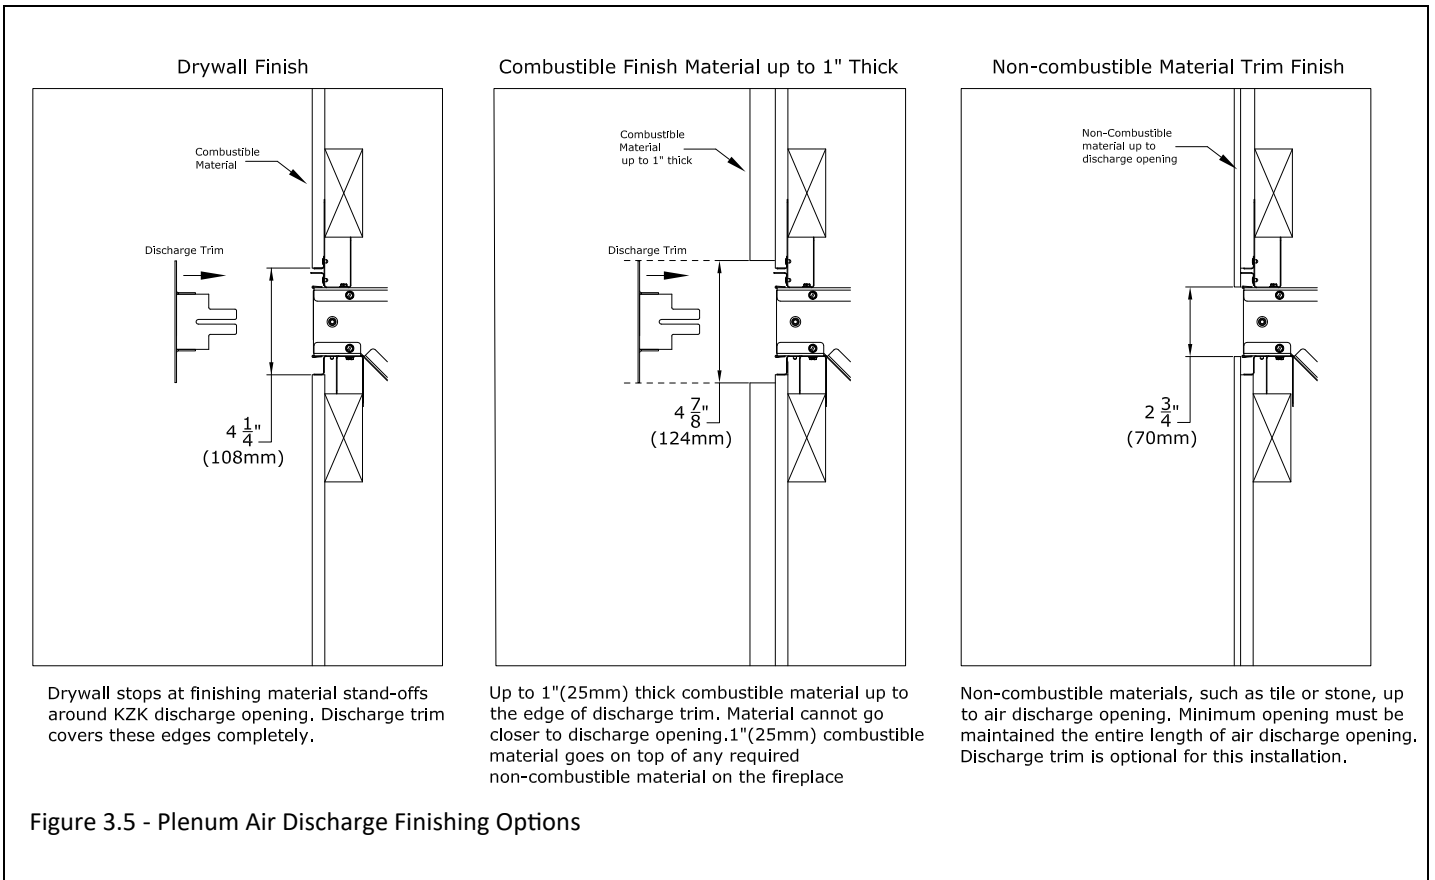 Drywall Finish
Combustible
Material
Discharge Trim
4 1/4"
(108mm)
Drywall stops at finishing material stand-offs
around KZK discharge opening. Discharge trim
covers these edges completely.
Combustible Finish Material up to 1" Thick
Combustible
Material
up to 1" thick
Discharge Trim
4 7/8"
(124mm)
Up to 1"(25mm) thick combustible material up to
the edge of discharge trim. Material cannot go
closer to discharge opening.1"(25mm) combustible
material goes on top of any required
non-combustible material on the fireplace
Non-combustible Material Trim Finish
Non-Combustible
material up to
discharge opening
2 3/4"
(70mm)
Non-combustible materials, such as tile or stone, up
to air discharge opening. Minimum opening must be
maintained the entire length of air discharge opening.
Discharge trim is optional for this installation.
Figure 3.5 - Plenum Air Discharge Finishing Options